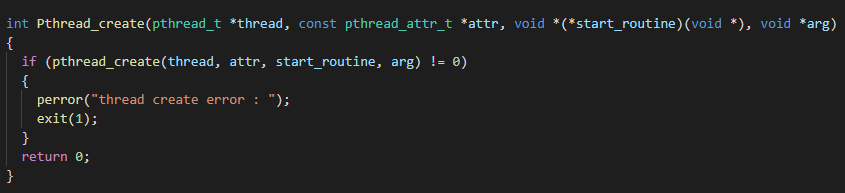 int Pthread_create(pthread_t *thread, const pthread_attr_t *attr, void *(*start_routine)(void *), void *arg)
{
  if (pthread_create(thread, attr, start_routine, arg) != 0)
  {
    perror("thread create error : ");
    exit(1);
  }
  return 0;
}